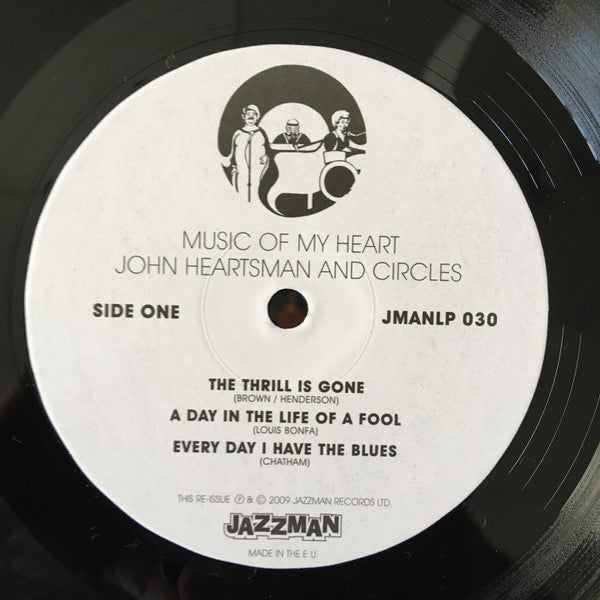 MUSIC OF MY HEART
JOHN HEARTSMAN AND CIRCLES
SIDE ONE
JMANLP 030
THE THRILL IS GONE
(BROWN / HENDERSON)
A DAY IN THE LIFE OF A FOOL
(LOUIS BONFA)
EVERY DAY I HAVE THE BLUES
(CHATHAM)
THIS RE-ISSUE ℗ & © 2009 JAZZMAN RECORDS LTD.
JAZZMAN
MADE IN THE E.U.